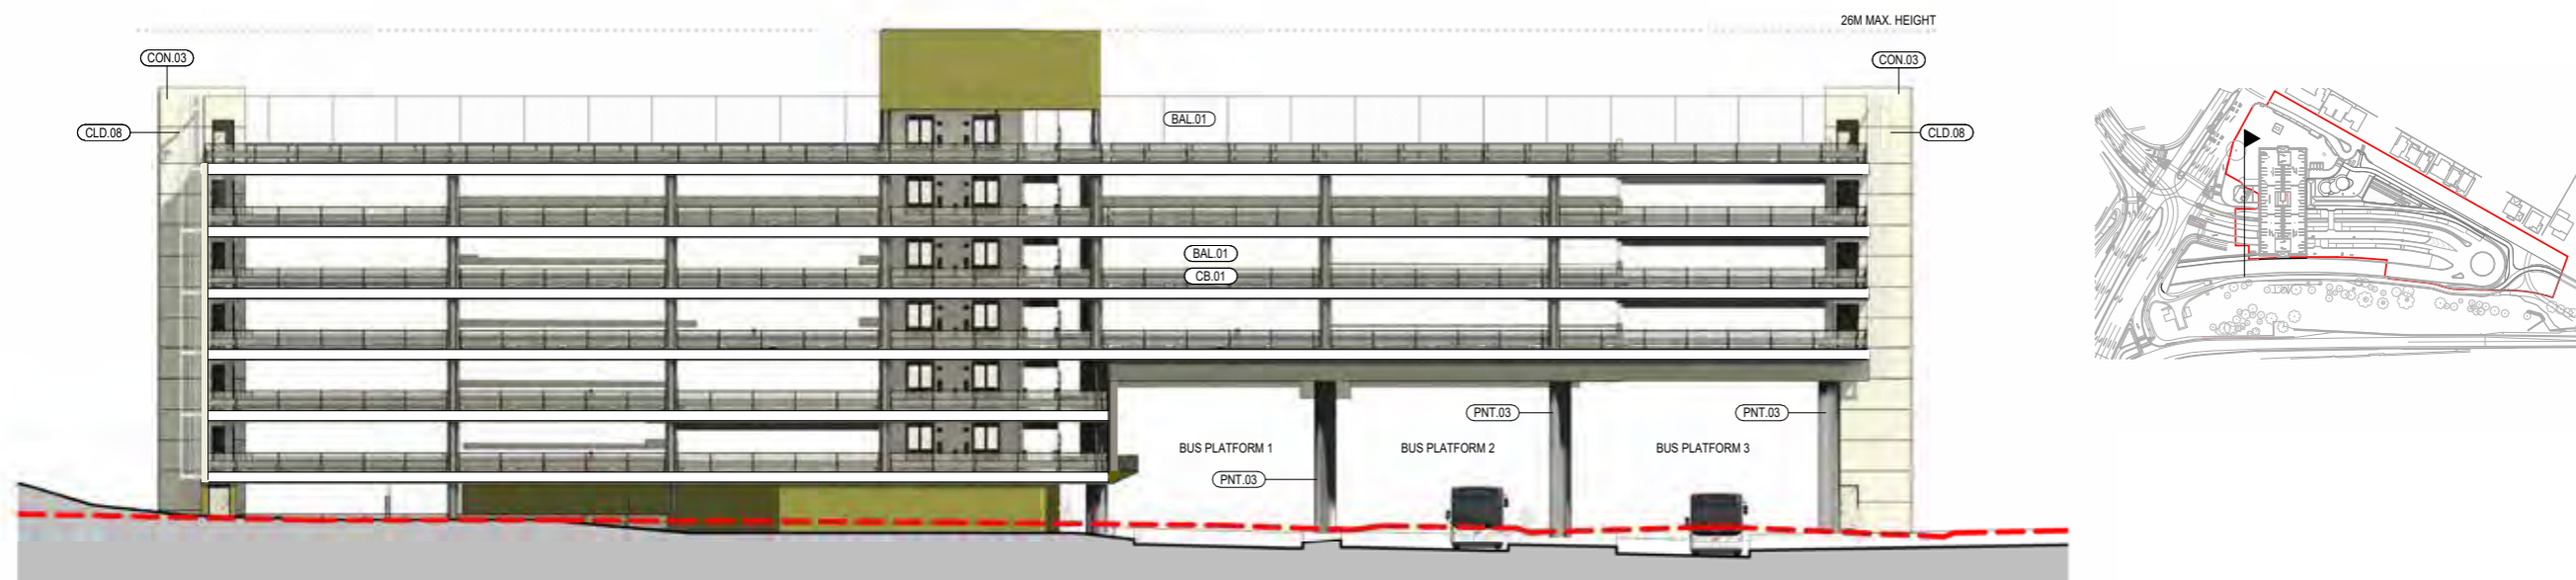 26M MAX. HEIGHT
CON.03
CON.03
BAL.01
CLD.08
CLD.08
BAL.01
CB.01
PNT.03
PNT.03
BUS PLATFORM 1
BUS PLATFORM 2
BUS PLATFORM 3
PNT.03